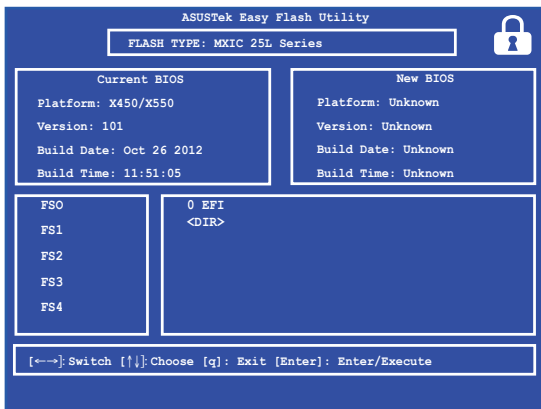 ASUSTek Easy Flash Utility
FLASH TYPE: MXIC 25L Series
Current BIOS
Platform: X450/X550
Version: 101
Build Date: Oct 26 2012
Build Time: 11:51:05
New BIOS
Platform: Unknown
Version: Unknown
Build Date: Unknown
Build Time: Unknown
FSO
FS1
FS2
FS3
FS4
0 EFI
<DIR>
[←→]: Switch [↑↓]: Choose [q]: Exit [Enter]: Enter/Execute